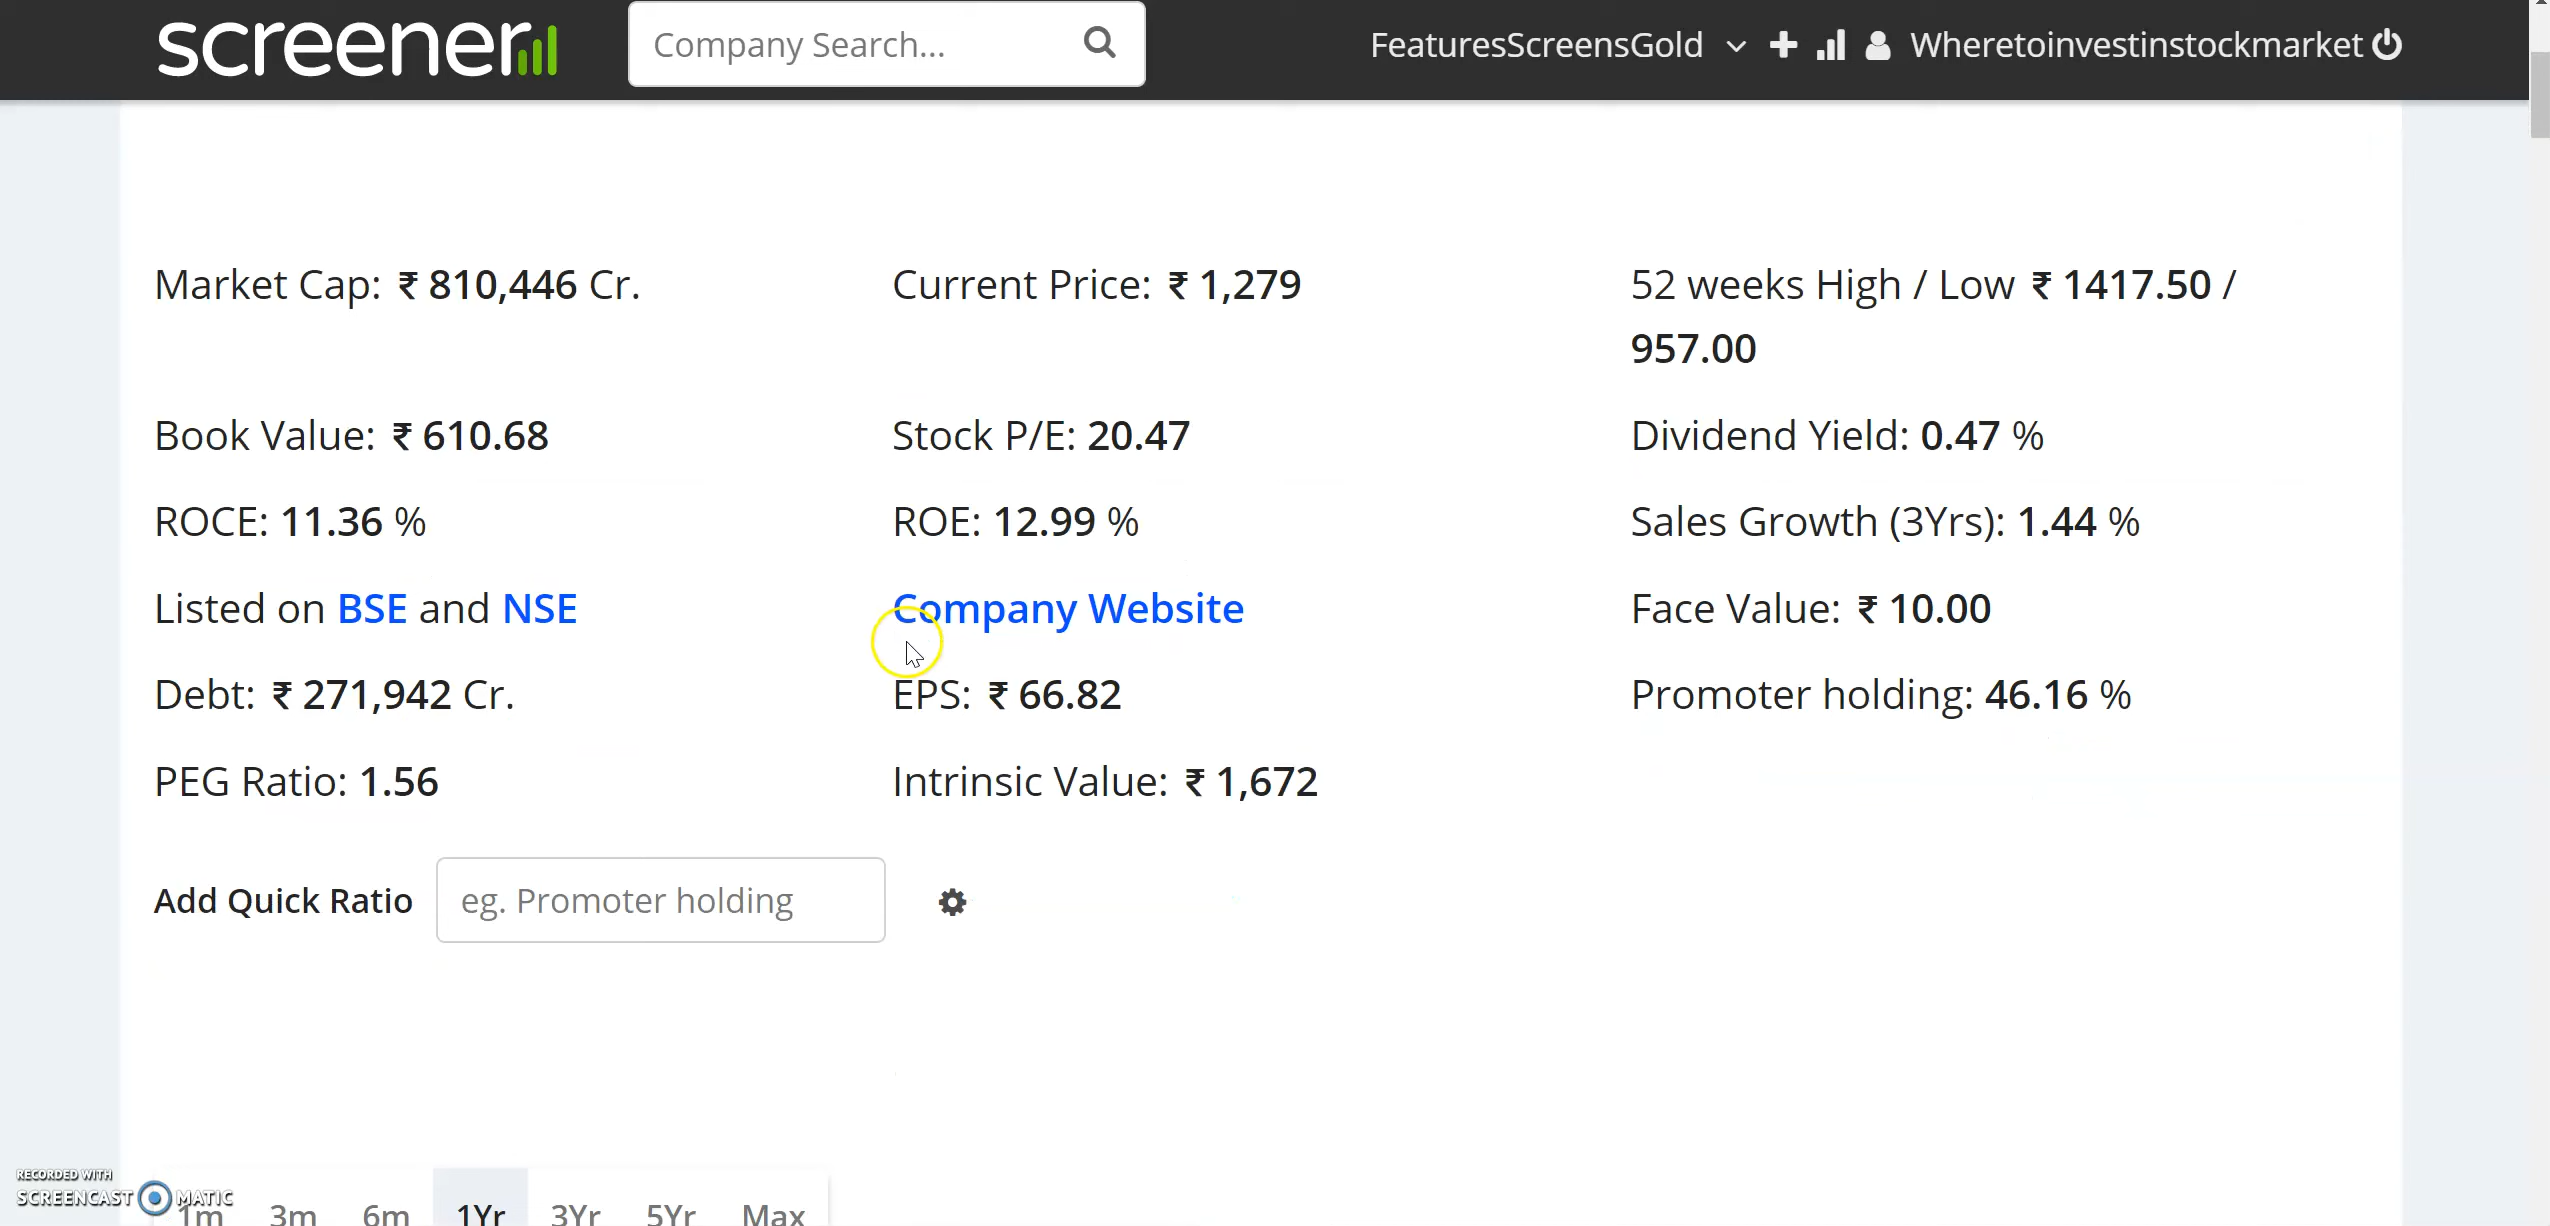 screener
Company Search...
FeaturesScreensGold
Wheretoinvestinstockmarket
Market Cap: ₹ 810,446 Cr.
Current Price: ₹ 1,279
52 weeks High / Low ₹ 1417.50 /
957.00
Book Value: ₹ 610.68
Stock P/E: 20.47
Dividend Yield: 0.47 %
ROCE: 11.36 %
ROE: 12.99 %
Sales Growth (3Yrs): 1.44 %
Listed on BSE and NSE
Company Website
Face Value: ₹ 10.00
Debt: ₹ 271,942 Cr.
EPS: ₹ 66.82
Promoter holding: 46.16 %
PEG Ratio: 1.56
Intrinsic Value: ₹ 1,672
Add Quick Ratio
eg. Promoter holding
RECORDED WITH
SCREENCAST MATIC
1m 3m 6m 1Yr 3Yr 5Yr Max